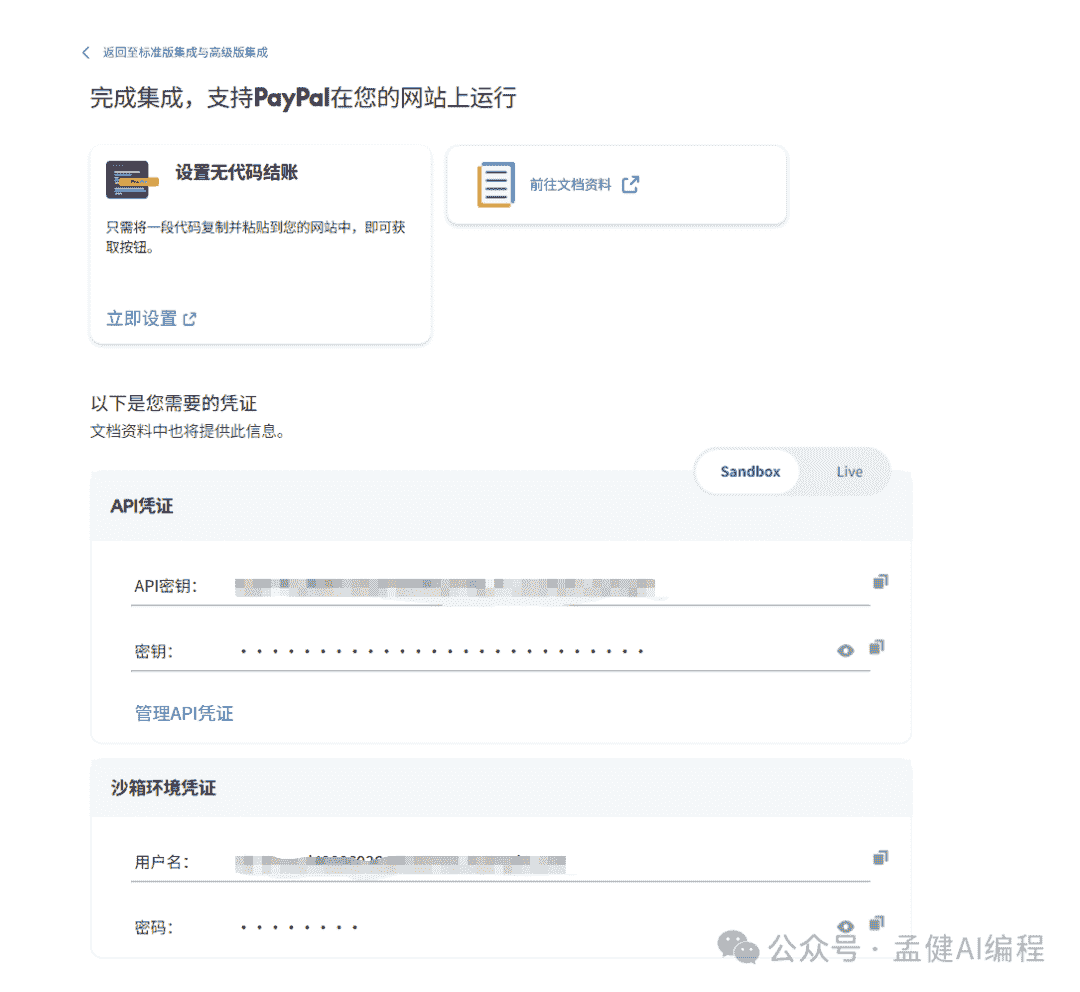 返回至标准版集成与高级版集成
完成集成，支持PayPal在您的网站上运行
设置无代码结账
前往文档资料
只需将一段代码复制并粘贴到您的网站中，即可获
取按钮。
立即设置
以下是您需要的凭证
文档资料中也将提供此信息。
Sandbox Live
API凭证
API密钥：
密钥：
管理API凭证
沙箱环境凭证
用户名：
密码：
公众号 · 孟健AI编程